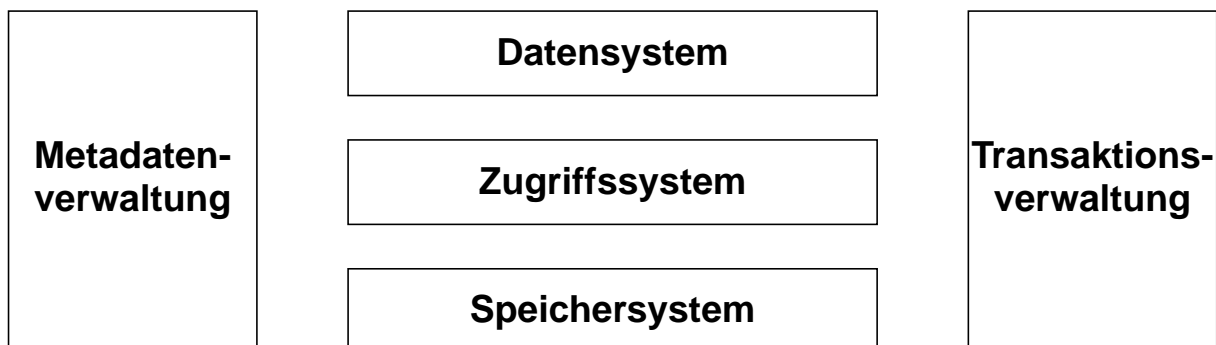 Metadaten-
verwaltung
Datensystem
Zugriffssystem
Speichersystem
Transaktions-
verwaltung